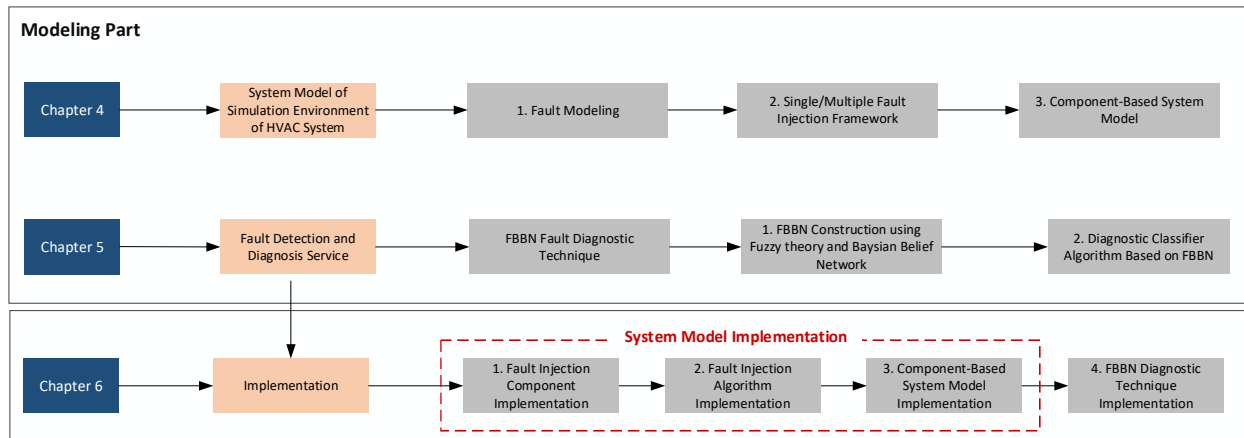 Modeling Part
Chapter 4
System Model of
Simulation Environment
of HVAC System
1. Fault Modeling
2. Single/Multiple Fault
Injection Framework
3. Component-Based System
Model
Chapter 5
Fault Detection and
Diagnosis Service
FBBN Fault Diagnostic
Technique
1. FBBN Construction using
Fuzzy theory and Baysian Belief
Network
2. Diagnostic Classifier
Algorithm Based on FBBN
System Model Implementation
Chapter 6
Implementation
1. Fault Injection
Component
Implementation
2. Fault Injection
Algorithm
Implementation
3. Component-Based
System Model
Implementation
4. FBBN Diagnostic
Technique
Implementation